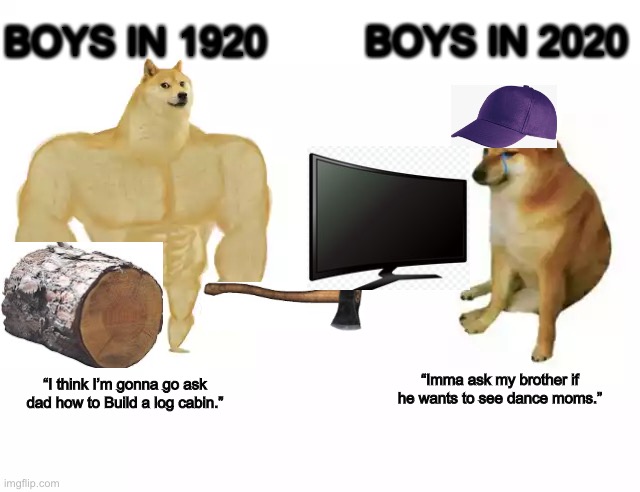 BOYS IN 1920
BOYS IN 2020
“I think I’m gonna go ask
dad how to Build a log cabin.”
“Imma ask my brother if
he wants to see dance moms.”
imgflip.com